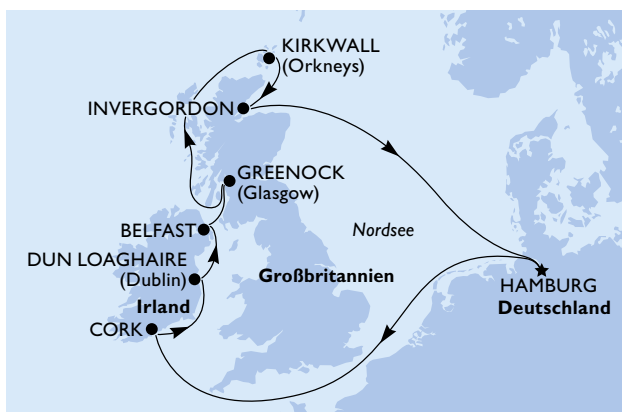 KIRKWALL
(Orkneys)
INVERGORDON
GREENOCK
(Glasgow)
BELFAST
Nordsee
DUN LOAGHAIRE
(Dublin)
Großbritannien
HAMBURG
Deutschland
Irland
CORK